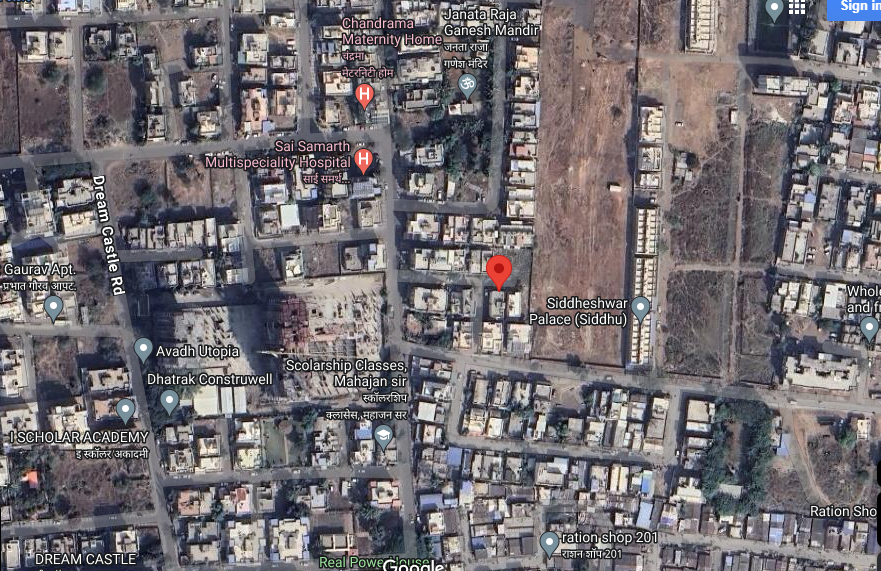 Sign in
Chandrama
Maternity Home
चंद्रमा
मेटरनिटी होम
Janata Raja
Ganesh Mandir
जनता राजा
गणेश मंदिर
Sai Samarth
Multispeciality Hospital
साई समर्थ...
Dream Castle Rd
Gaurav Apt.
प्रभात गौरव आपट.
Siddheshwar
Palace (Siddhu)
Whole
and f
Avadh Utopia
Dhatrak Construwell
Scolarship Classes,
Mahajan sir
स्कॉलरशिप
क्लासेस, महाजन सर
I SCHOLAR ACADEMY
इ स्कॉलर अकादमी
Ration Sho
ration shop 201
राशन शॉप 201
DREAM CASTLE
Real Power House
Google